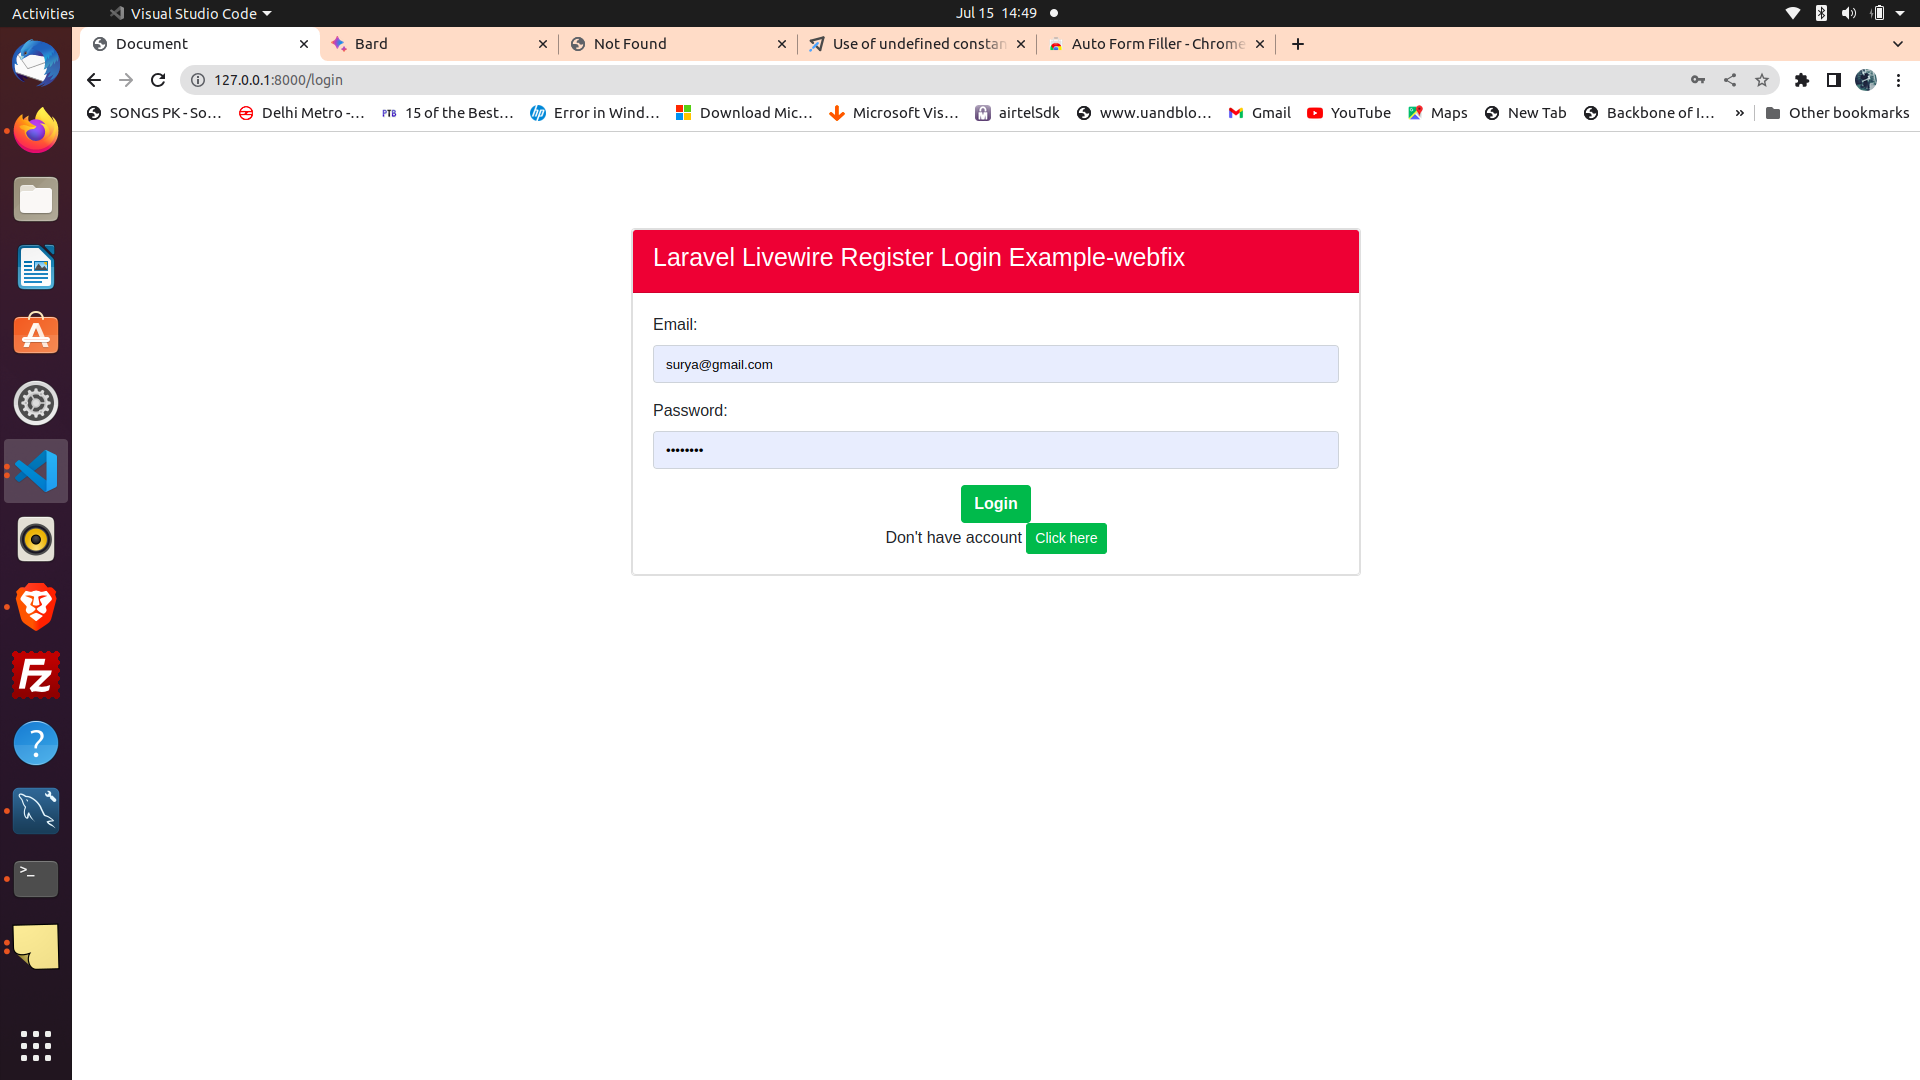 Activities
Visual Studio Code
Jul 15 14:49
Document
Bard
Not Found
Use of undefined constan
Auto Form Filler - Chrome
127.0.0.1:8000/login
SONGS PK - So...
Delhi Metro -...
PTB
15 of the Best...
hp
Error in Wind...
Download Mic...
Microsoft Vis...
airtelSdk
www.uandblo...
Gmail
YouTube
Maps
New Tab
Backbone of I...
»
Other bookmarks
Laravel Livewire Register Login Example-webfix
Email:
surya@gmail.com
Password:
••••••••
Login
Don't have account Click here
FZ
?
>_